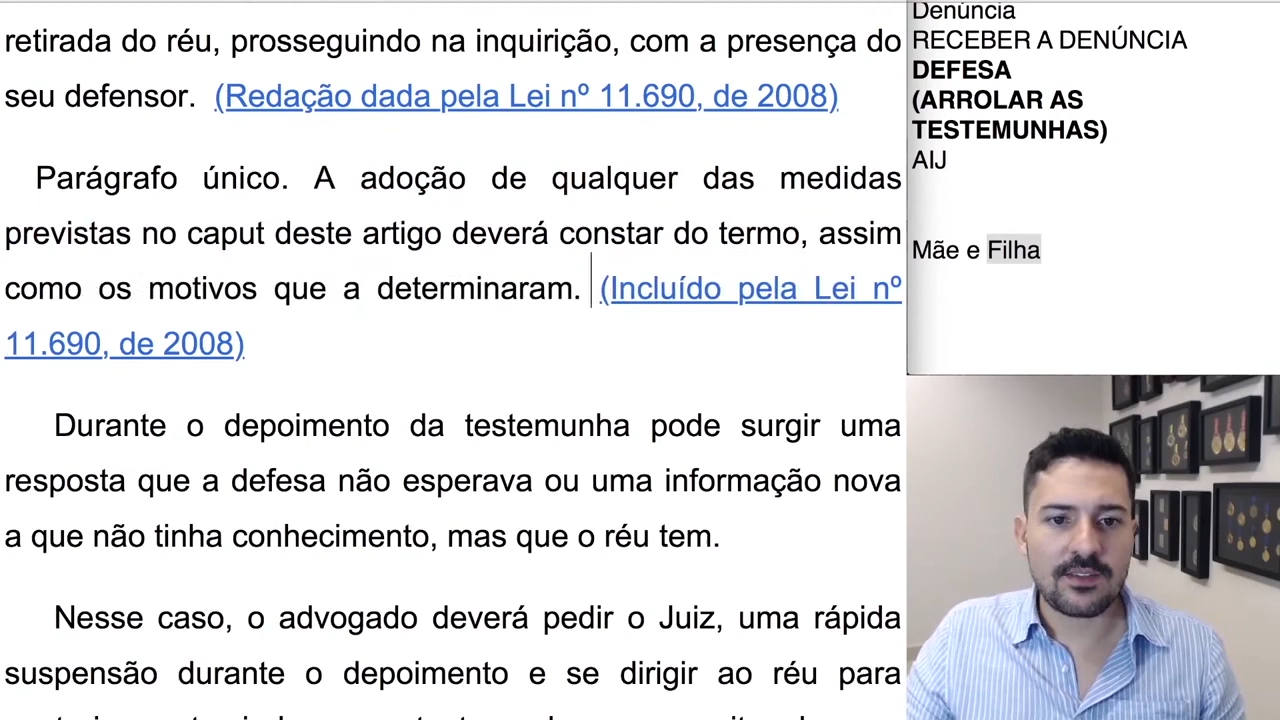 retirada do réu, prosseguindo na inquirição, com a presença do
seu defensor. (Redação dada pela Lei nº 11.690, de 2008)
Parágrafo único. A adoção de qualquer das medidas
previstas no caput deste artigo deverá constar do termo, assim
como os motivos que a determinaram. (Incluído pela Lei nº
11.690, de 2008)
Durante o depoimento da testemunha pode surgir uma
resposta que a defesa não esperava ou uma informação nova
a que não tinha conhecimento, mas que o réu tem.
Nesse caso, o advogado deverá pedir o Juiz, uma rápida
suspensão durante o depoimento e se dirigir ao réu para
Denúncia
RECEBER A DENÚNCIA
DEFESA
(ARROLAR AS
TESTEMUNHAS)
AIJ
Mãe e Filha